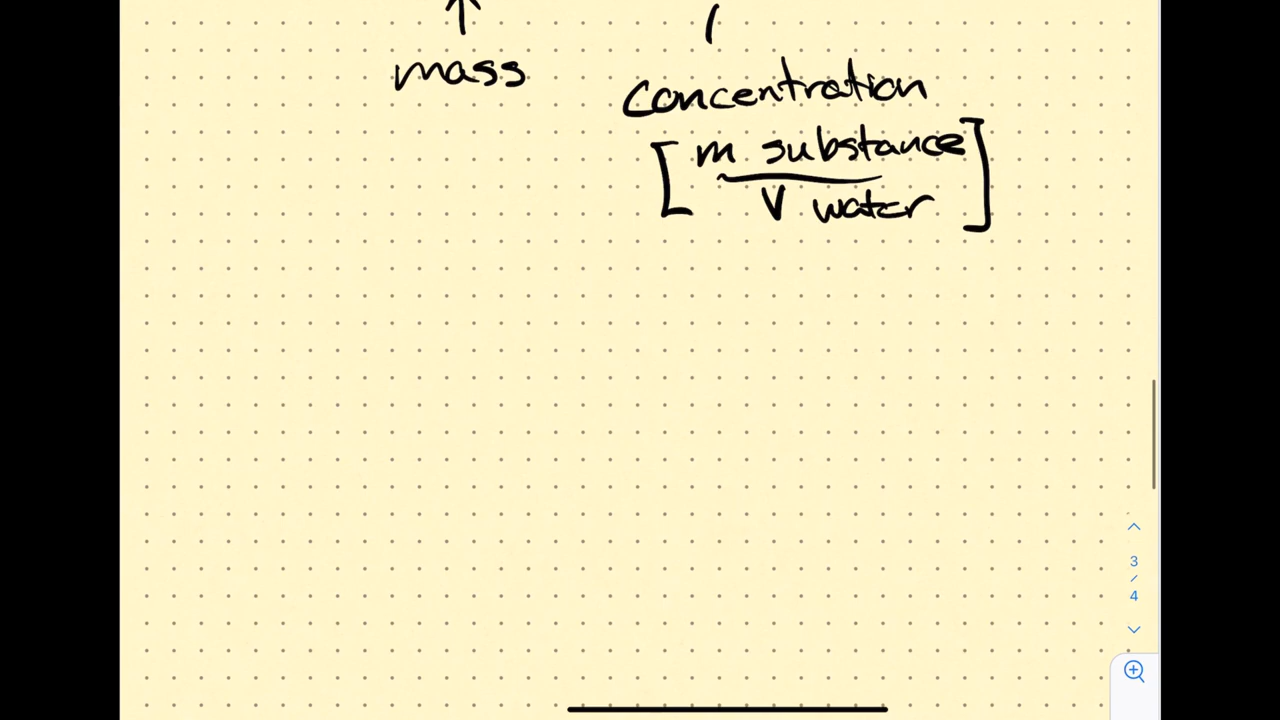 mass
concentration
[m substance]
V water
3
/
4